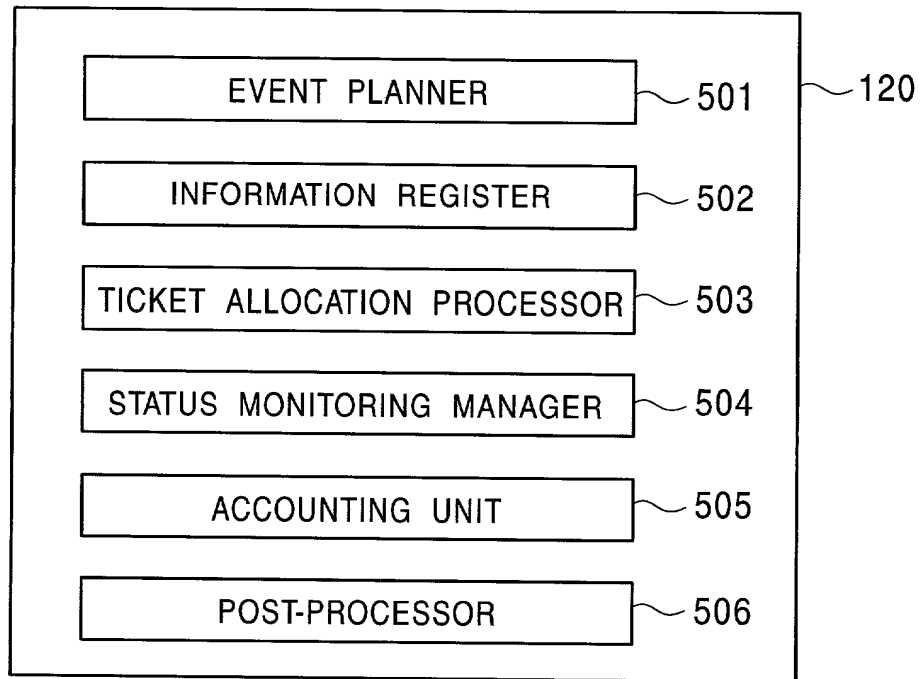 EVENT PLANNER 501 120
INFORMATION REGISTER 502
TICKET ALLOCATION PROCESSOR 503
STATUS MONITORING MANAGER 504
ACCOUNTING UNIT 505
POST-PROCESSOR 506